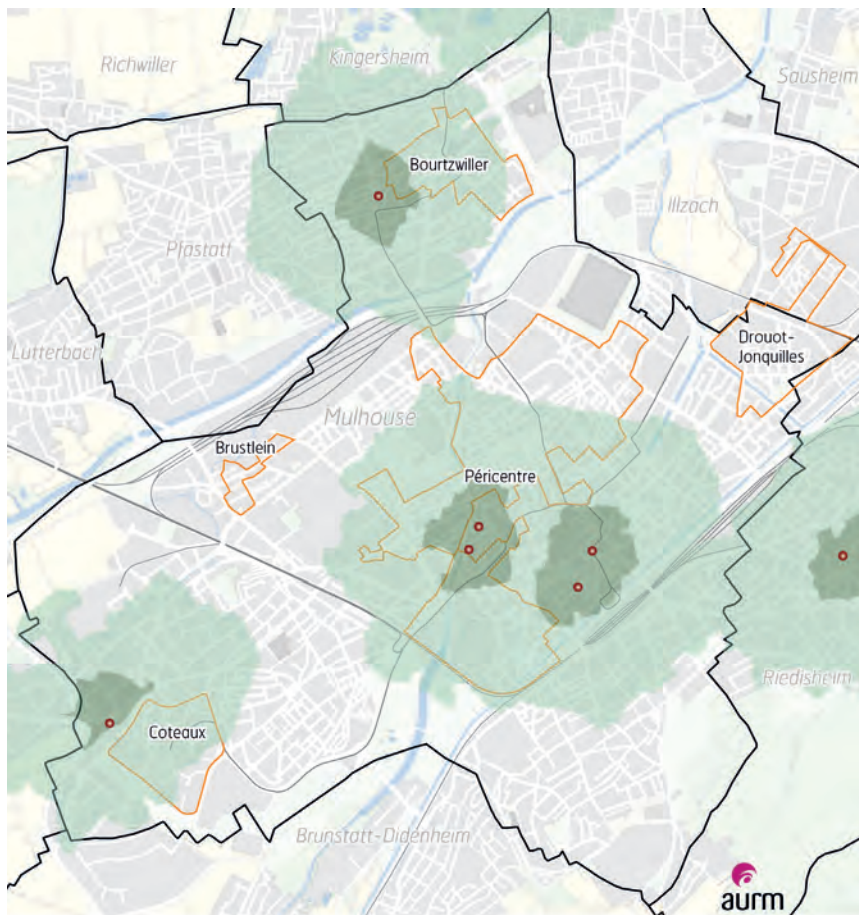 Richwiller
Kingersheim
Sausheim
Bourtzwiller
Illzach
Pfastatt
Lutterbach
Drouot-
Jonquilles
Mulhouse
Brustlein
Péricentre
Riedisheim
Coteaux
Brunstatt-Didenheim
aurm